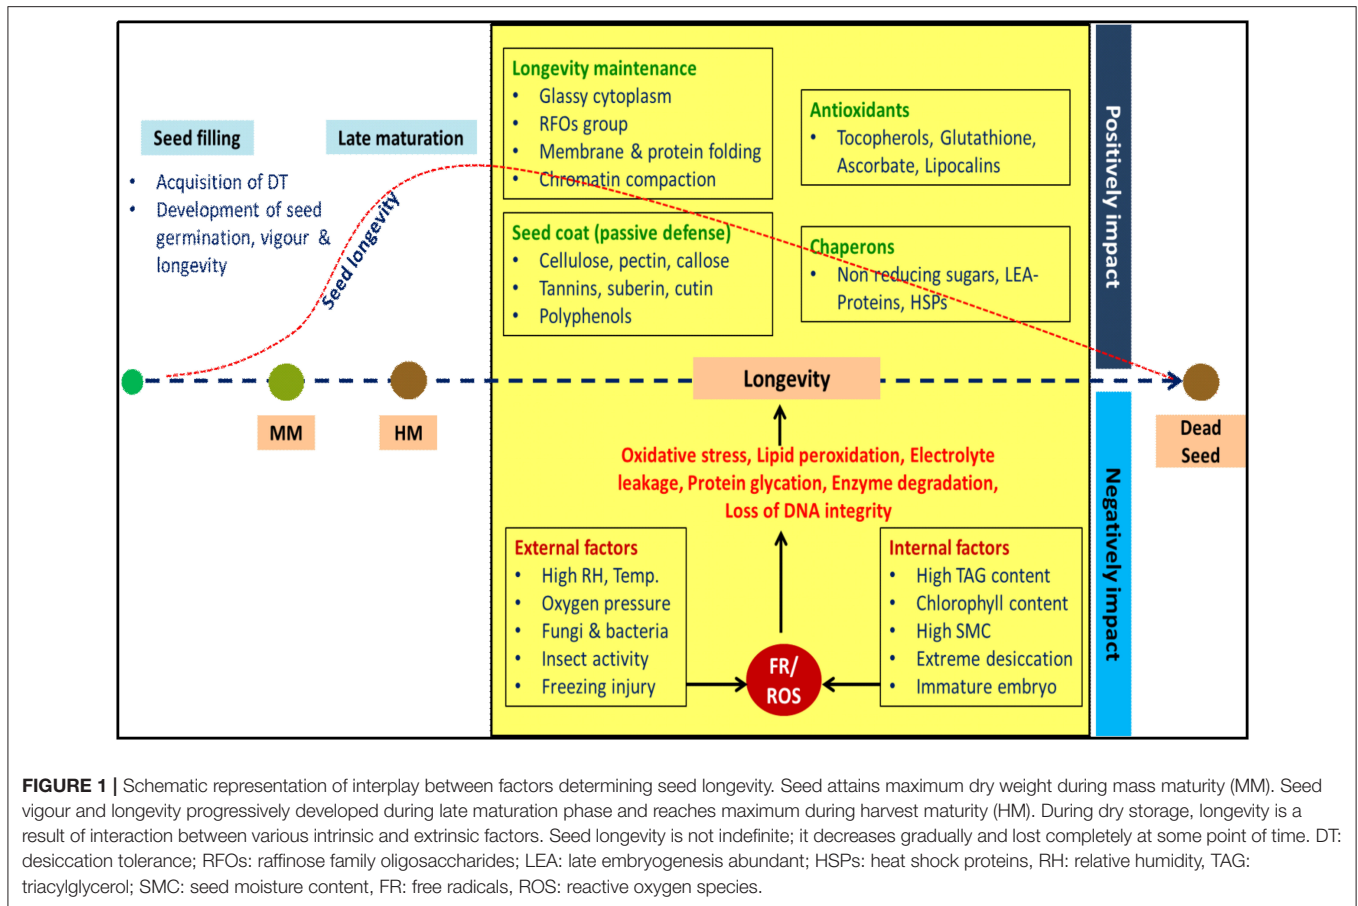 Seed filling
• Acquisition of DT
• Development of seed
germination, vigour &
longevity
Late maturation
Seed longevity
MM
HM
Longevity maintenance
• Glassy cytoplasm
• RFOs group
• Membrane & protein folding
• Chromatin compaction
Seed coat (passive defense)
• Cellulose, pectin, callose
• Tannins, suberin, cutin
• Polyphenols
Antioxidants
• Tocopherols, Glutathione,
Ascorbate, Lipocalins
Chaperons
• Non reducing sugars, LEA-
Proteins, HSPs
Longevity
Oxidative stress, Lipid peroxidation, Electrolyte
leakage, Protein glycation, Enzyme degradation,
Loss of DNA integrity
External factors
• High RH, Temp.
• Oxygen pressure
• Fungi & bacteria
• Insect activity
• Freezing injury
FR/
ROS
Internal factors
• High TAG content
• Chlorophyll content
• High SMC
• Extreme desiccation
• Immature embryo
Positively impact
Negatively impact
Dead
Seed
FIGURE 1 | Schematic representation of interplay between factors determining seed longevity. Seed attains maximum dry weight during mass maturity (MM). Seed
vigour and longevity progressively developed during late maturation phase and reaches maximum during harvest maturity (HM). During dry storage, longevity is a
result of interaction between various intrinsic and extrinsic factors. Seed longevity is not indefinite; it decreases gradually and lost completely at some point of time. DT:
desiccation tolerance; RFOs: raffinose family oligosaccharides; LEA: late embryogenesis abundant; HSPs: heat shock proteins, RH: relative humidity, TAG:
triacylglycerol; SMC: seed moisture content, FR: free radicals, ROS: reactive oxygen species.